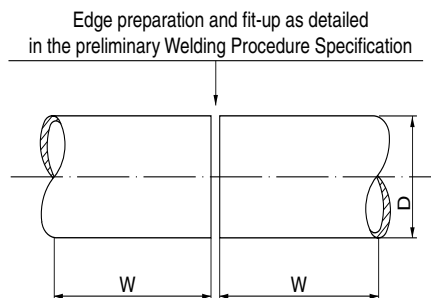 Edge preparation and fit-up as detailed
in the preliminary Welding Procedure Specification
D
W W